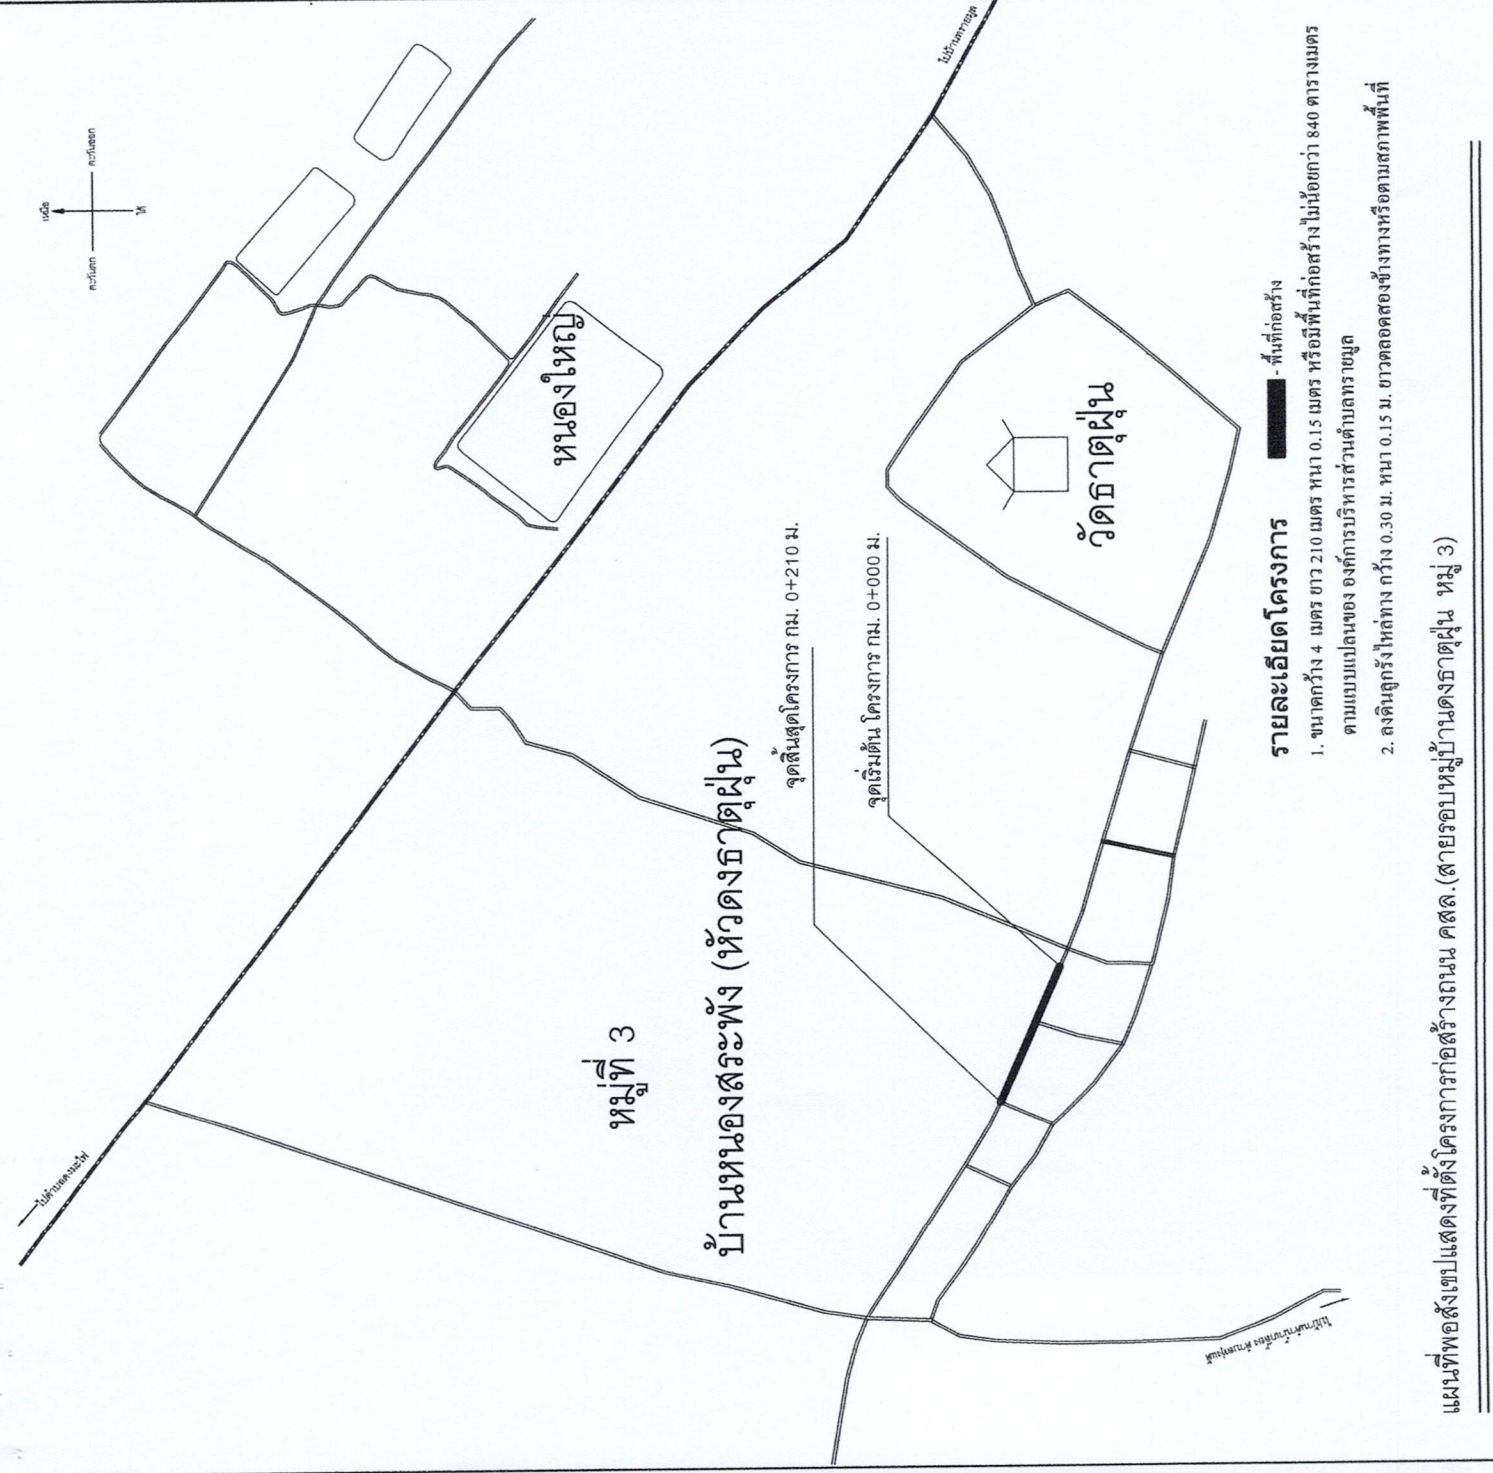 เหนือ
ตะวันตก
ตะวันออก
ใต้
ไปบ้านทรายมูล
หนองใหญ่
วัดธาตุฝุ่น
จุดสิ้นสุดโครงการ กม. 0+210 ม.
จุดเริ่มต้นโครงการ กม. 0+000 ม.
หมู่ที่ 3
บ้านหนองสระพัง (หัวดงธาตุฝุ่น)
รายละเอียดโครงการ
- พื้นที่ก่อสร้าง
1. ขนาดกว้าง 4 เมตร ยาว 210 เมตร หนา 0.15 เมตร หรือมีพื้นที่ก่อสร้างไม่น้อยกว่า 840 ตารางเมตร
ตามแบบแปลนของ องค์การบริหารส่วนตำบลทรายมูล
2. ลงดินลูกรังไหล่ทาง กว้าง 0.30 ม. หนา 0.15 ม. ยาวตลอดสองข้างทางหรือตามสภาพพื้นที่
แผนที่พอสังเขปแสดงที่ตั้งโครงการก่อสร้างถนน คสล.(สายรอบหมู่บ้านดงธาตุฝุ่น หมู่ 3)